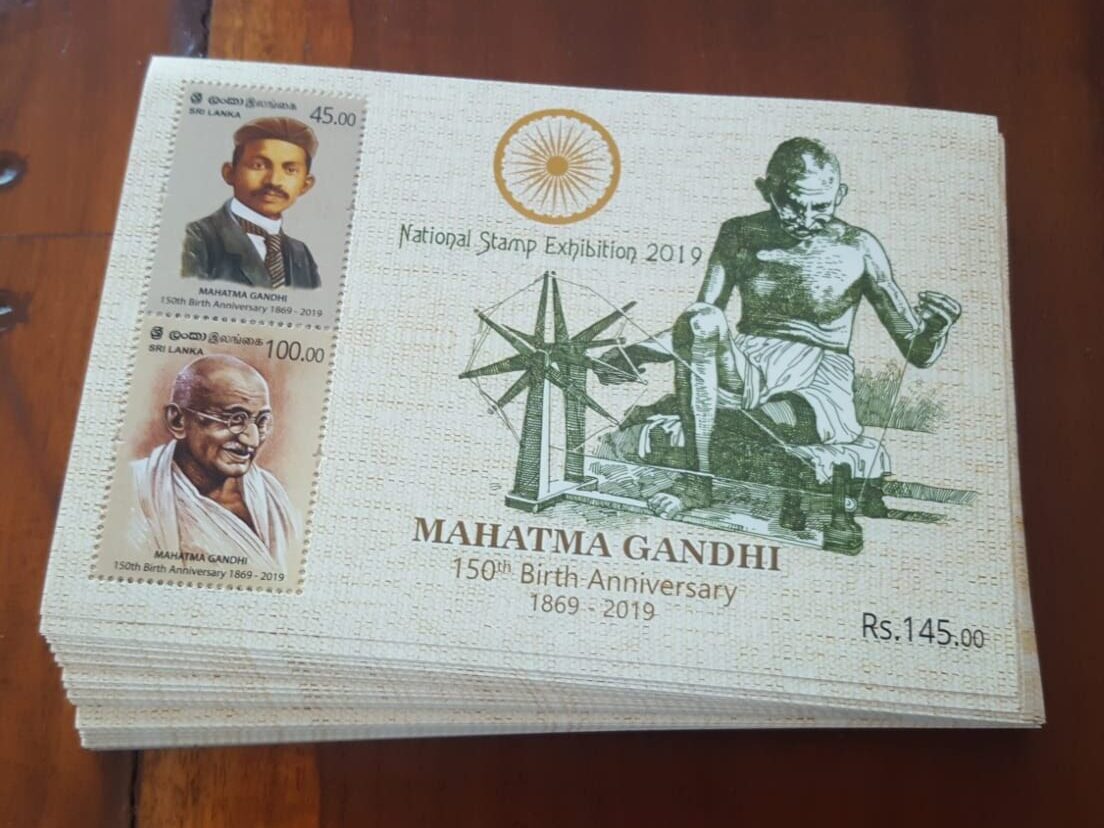 ශ්‍රී ලංකා இலங்கை
SRI LANKA
45.00
MAHATMA GANDHI
150th Birth Anniversary 1869 - 2019
ශ්‍රී ලංකා இலங்கை
SRI LANKA
100.00
MAHATMA GANDHI
150th Birth Anniversary 1869 - 2019
National Stamp Exhibition 2019
MAHATMA GANDHI
150th Birth Anniversary
1869 - 2019
Rs.145.00